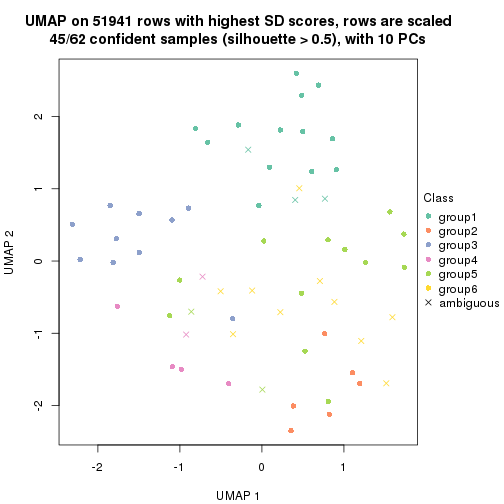 UMAP on 51941 rows with highest SD scores, rows are scaled
45/62 confident samples (silhouette > 0.5), with 10 PCs
UMAP 2
2
1
0
-1
-2
-2
-1
0
1
UMAP 1
Class
group1
group2
group3
group4
group5
group6
ambiguous